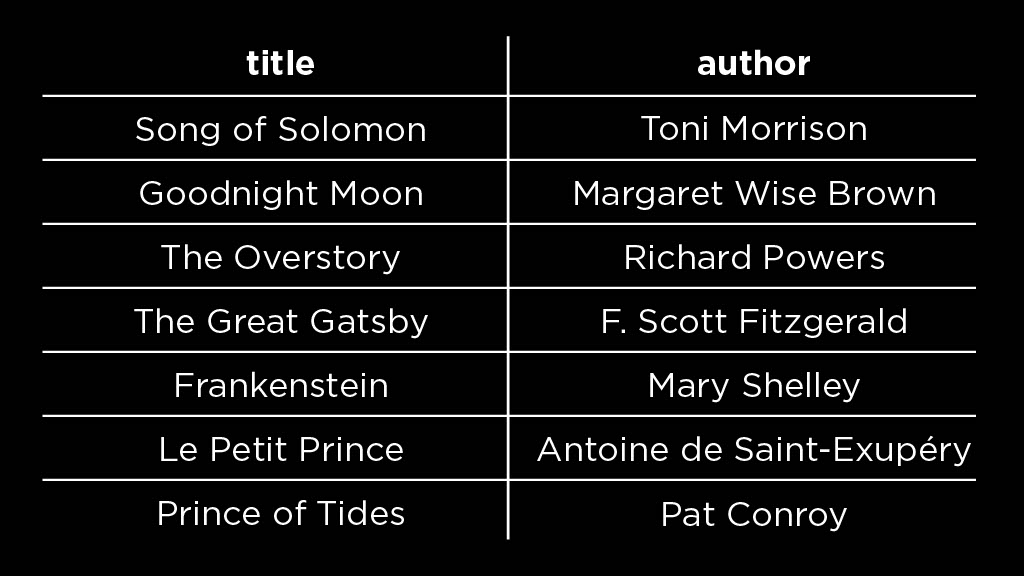 title author
Song of Solomon Toni Morrison
Goodnight Moon Margaret Wise Brown
The Overstory Richard Powers
The Great Gatsby F. Scott Fitzgerald
Frankenstein Mary Shelley
Le Petit Prince Antoine de Saint-Exupéry
Prince of Tides Pat Conroy